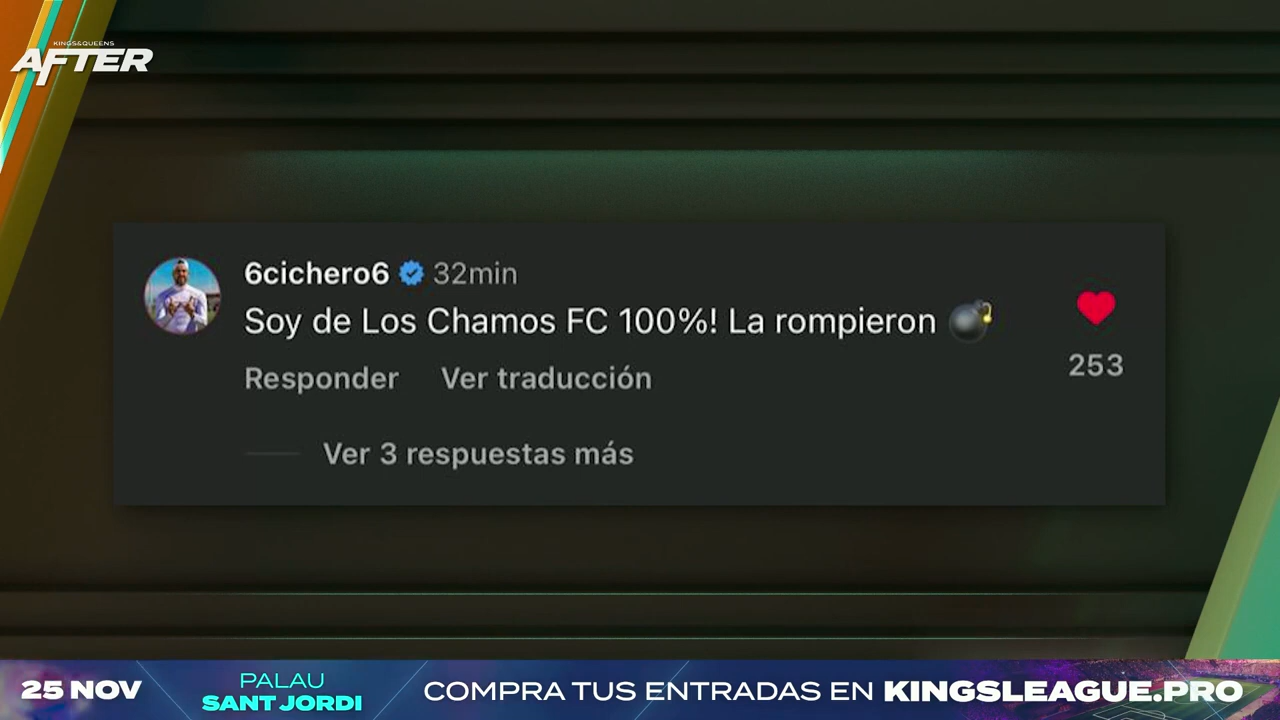 KINGS&QUEENS
AFTER
6cichero6 32min
Soy de Los Chamos FC 100%! La rompieron 💣
253
Responder Ver traducción
Ver 3 respuestas más
25 NOV
PALAU
SANT JORDI
COMPRA TUS ENTRADAS EN KINGSLEAGUE.PRO